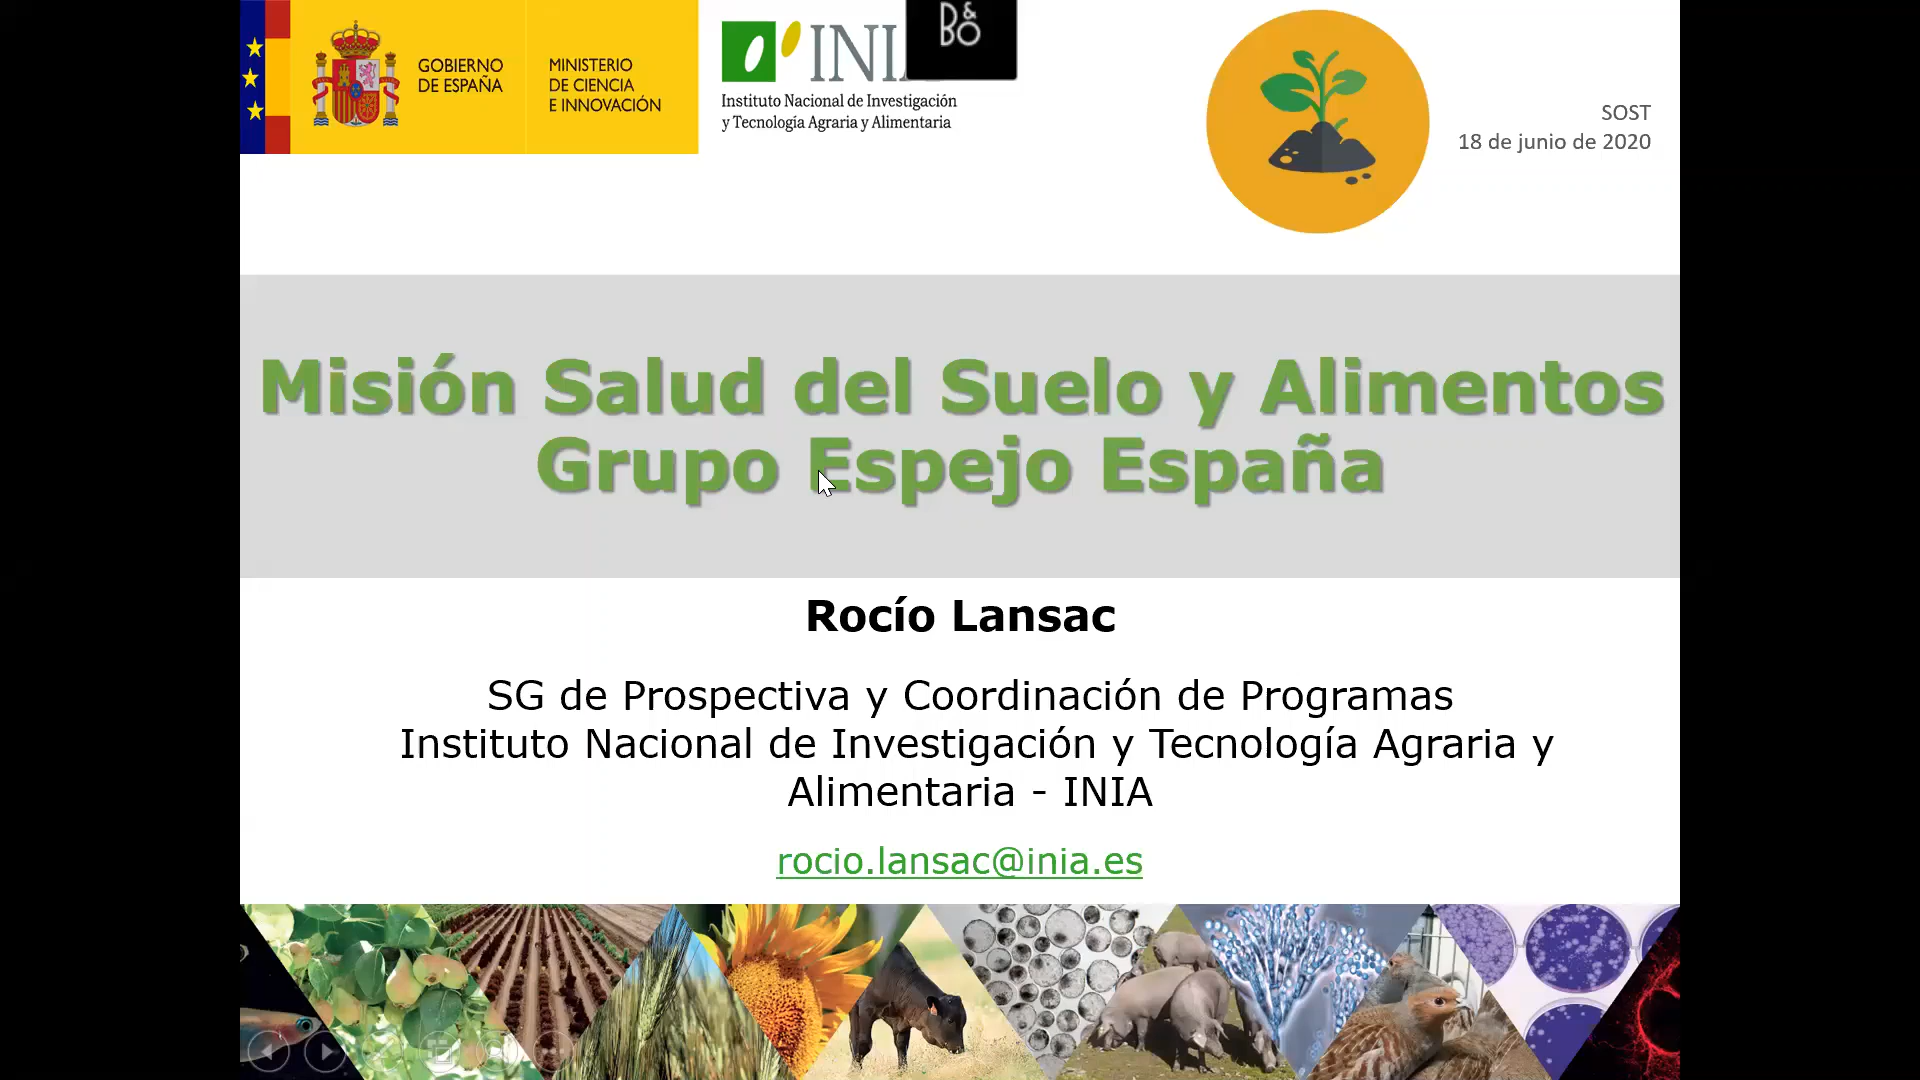 GOBIERNO
DE ESPAÑA
MINISTERIO
DE CIENCIA
E INNOVACIÓN
Instituto Nacional de Investigación
y Tecnología Agraria y Alimentaria
B&O
SOST
18 de junio de 2020
Misión Salud del Suelo y Alimentos
Grupo Espejo España
Rocío Lansac
SG de Prospectiva y Coordinación de Programas
Instituto Nacional de Investigación y Tecnología Agraria y
Alimentaria - INIA
rocio.lansac@inia.es